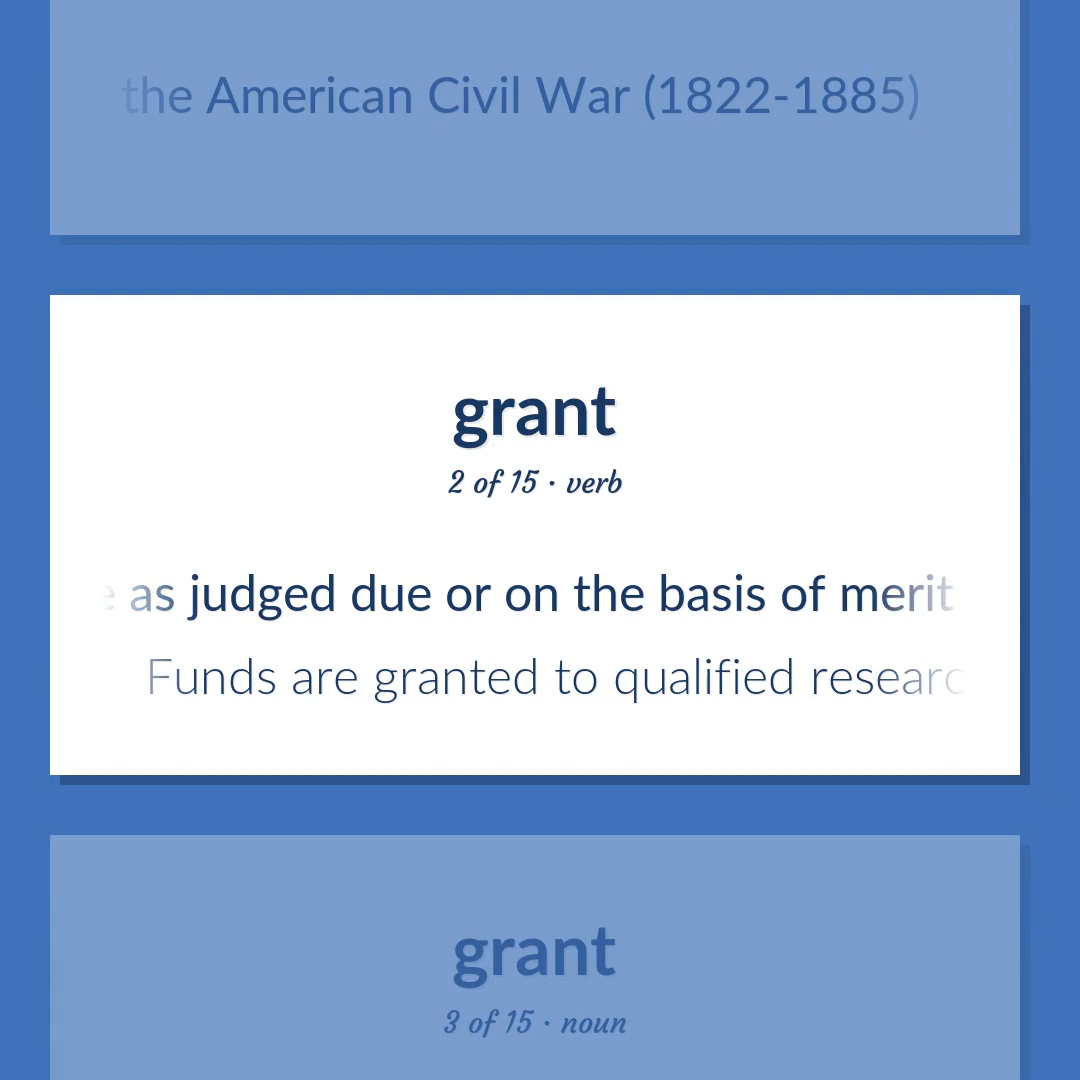 the American Civil War (1822-1885)
grant
2 of 15 · verb
as judged due or on the basis of merit
Funds are granted to qualified
grant
3 of 15 · noun